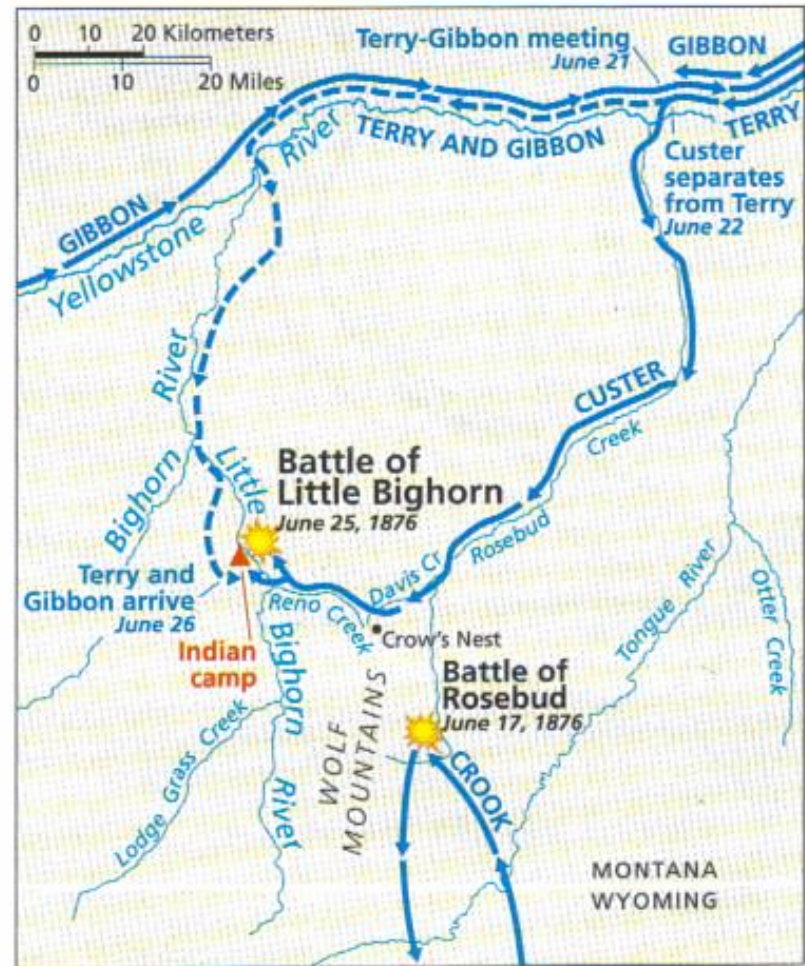 0 10 20 Kilometers
0 10 20 Miles
Terry-Gibbon meeting
June 21
GIBBON
TERRY
TERRY AND GIBBON
Custer
separates
from Terry
June 22
GIBBON
Yellowstone
River
River
Bighorn
CUSTER
Creek
Rosebud
Davis Cr
Little
Battle of
Little Bighorn
June 25, 1876
Terry and
Gibbon arrive
June 26
Indian
camp
Reno Creek
Crow's Nest
Bighorn
River
Tongue River
Otter Creek
Battle of
Rosebud
June 17, 1876
WOLF
MOUNTAINS
CROOK
Lodge Grass Creek
MONTANA
WYOMING